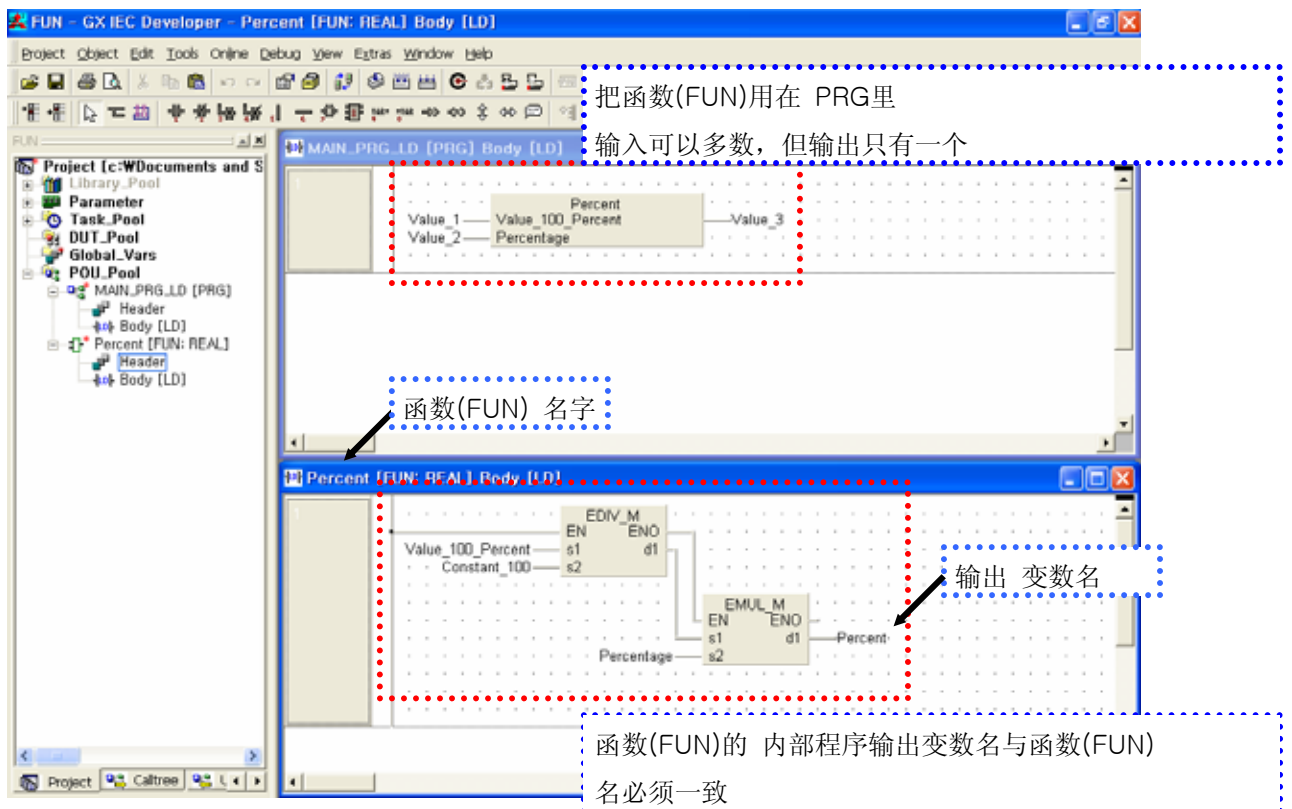 FUN - GX IEC Developer - Percent [FUN: REAL] Body [LD]
Project Object Edit Tools Online Debug View Extras Window Help
把函数(FUN)用在 PRG里
输入可以多数，但输出只有一个
FUN
Project [c:₩Documents and S
Library_Pool
Parameter
Task_Pool
DUT_Pool
Global_Vars
POU_Pool
MAIN_PRG_LD [PRG]
Header
Body [LD]
Percent [FUN: REAL]
Header
Body [LD]
Project Calltree
MAIN_PRG_LD [PRG] Body [LD]
1
Percent
Value_1 Value_100_Percent Value_3
Value_2 Percentage
函数(FUN) 名字
Percent [FUN: REAL] Body [LD]
1
EDIV_M
EN ENO
Value_100_Percent s1 d1
Constant_100 s2
输出 变数名
EMUL_M
EN ENO
s1 d1 Percent
Percentage s2
函数(FUN)的 内部程序输出变数名与函数(FUN)
名必须一致